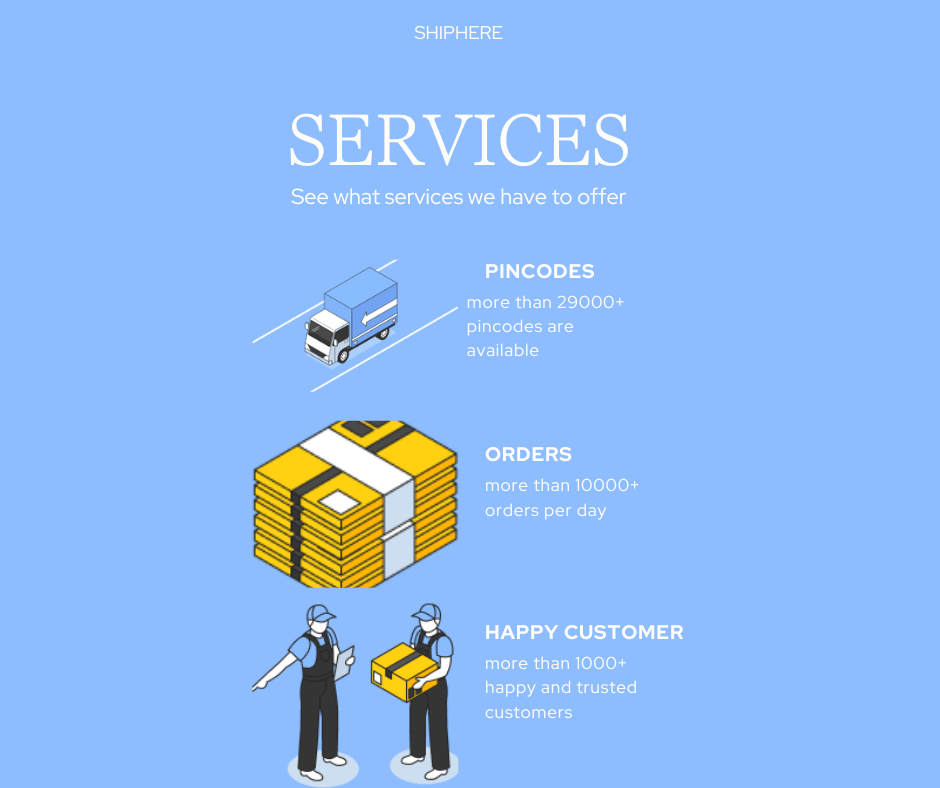 SHIPHERE
SERVICES
See what services we have to offer
PINCODES
more than 29000+
pincodes are
available
ORDERS
more than 10000+
orders per day
HAPPY CUSTOMER
more than 1000+
happy and trusted
customers